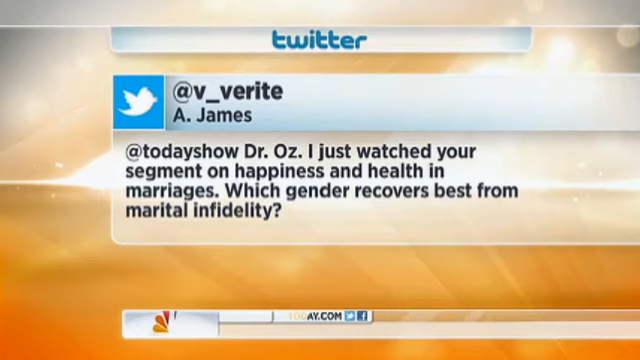 twitter
@v_verite
A. James
@todayshow Dr. Oz. I just watched your
segment on happiness and health in
marriages. Which gender recovers best from
marital infidelity?
TODAY.COM